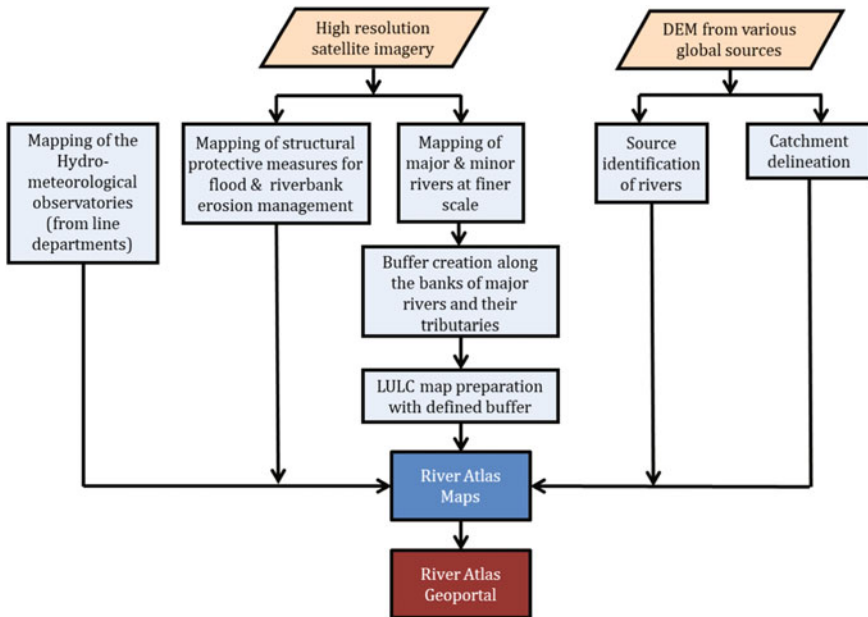 High resolution
satellite imagery
DEM from various
global sources
Mapping of the
Hydro-
meteorological
observatories
(from line
departments)
Mapping of structural
protective measures for
flood & riverbank
erosion management
Mapping of
major & minor
rivers at finer
scale
Source
identification
of rivers
Catchment
delineation
Buffer creation along
the banks of major
rivers and their
tributaries
LULC map preparation
with defined buffer
River Atlas
Maps
River Atlas
Geoportal